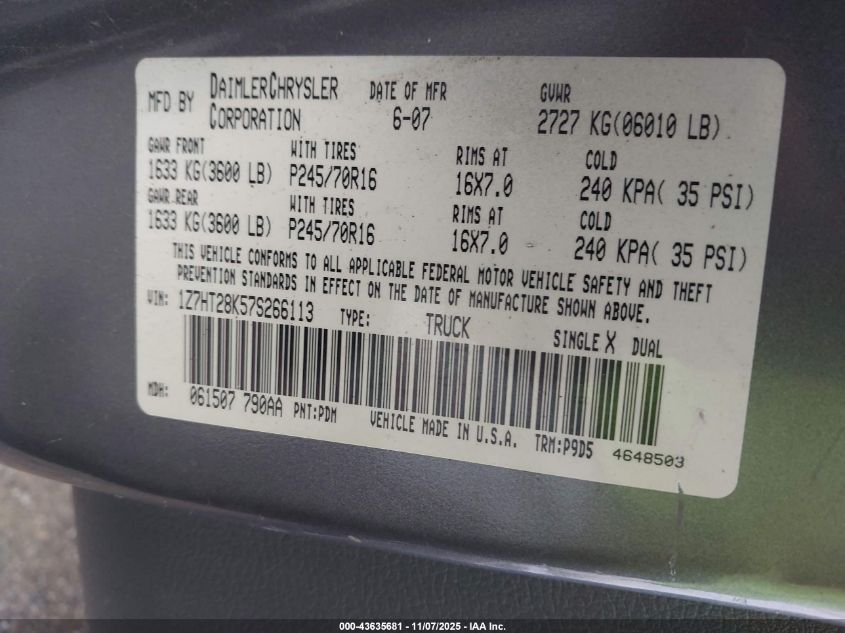 MFD BY DAIMLERCHRYSLER CORPORATION DATE OF MFR 6-07 GVWR 2727 KG(06010 LB)
GAWR FRONT WITH TIRES RIMS AT COLD
1633 KG(3600 LB) P245/70R16 16X7.0 240 KPA( 35 PSI)
GAWR REAR WITH TIRES RIMS AT COLD
1633 KG(3600 LB) P245/70R16 16X7.0 240 KPA( 35 PSI)
THIS VEHICLE CONFORMS TO ALL APPLICABLE FEDERAL MOTOR VEHICLE SAFETY AND THEFT
PREVENTION STANDARDS IN EFFECT ON THE DATE OF MANUFACTURE SHOWN ABOVE.
VIN: 1Z7HT28K57S266113 TYPE: TRUCK SINGLE X DUAL
MDH: 061507 790AA PNT:PDM VEHICLE MADE IN U.S.A. TRM:P9D5 4648503
000-43635681 - 11/07/2025 - IAA Inc.